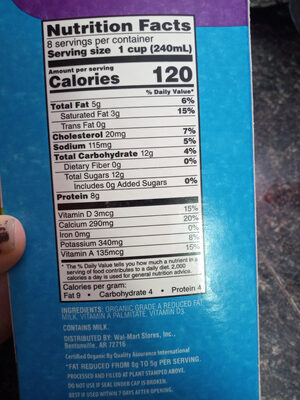 Nutrition Facts
8 servings per container
Serving size 1 cup (240mL)
Amount per serving
Calories 120
% Daily Value*
Total Fat 5g 6%
Saturated Fat 3g 15%
Trans Fat 0g
Cholesterol 20mg 7%
Sodium 115mg 5%
Total Carbohydrate 12g 4%
Dietary Fiber 0g 0%
Total Sugars 12g
Includes 0g Added Sugars 0%
Protein 8g
Vitamin D 3mcg 15%
Calcium 290mg 20%
Iron 0mg 0%
Potassium 340mg 8%
Vitamin A 135mcg 15%
* The % Daily Value tells you how much a nutrient in a
serving of food contributes to a daily diet. 2,000
calories a day is used for general nutrition advice.
Calories per gram:
Fat 9 • Carbohydrate 4 • Protein 4
INGREDIENTS: ORGANIC GRADE A REDUCED FAT
MILK, VITAMIN A PALMITATE, VITAMIN D3.
CONTAINS MILK.
DISTRIBUTED BY: Wal-Mart Stores, Inc.,
Bentonville, AR 72716
Certified Organic By Quality Assurance International
*FAT REDUCED FROM 8g TO 5g PER SERVING.
PROCESSED AND FILLED AT PLANT STAMPED ABOVE.
DO NOT USE IF SEAL UNDER CAP IS BROKEN.
BEST IF USED WITHIN 7 DAYS AFTER OPENING.